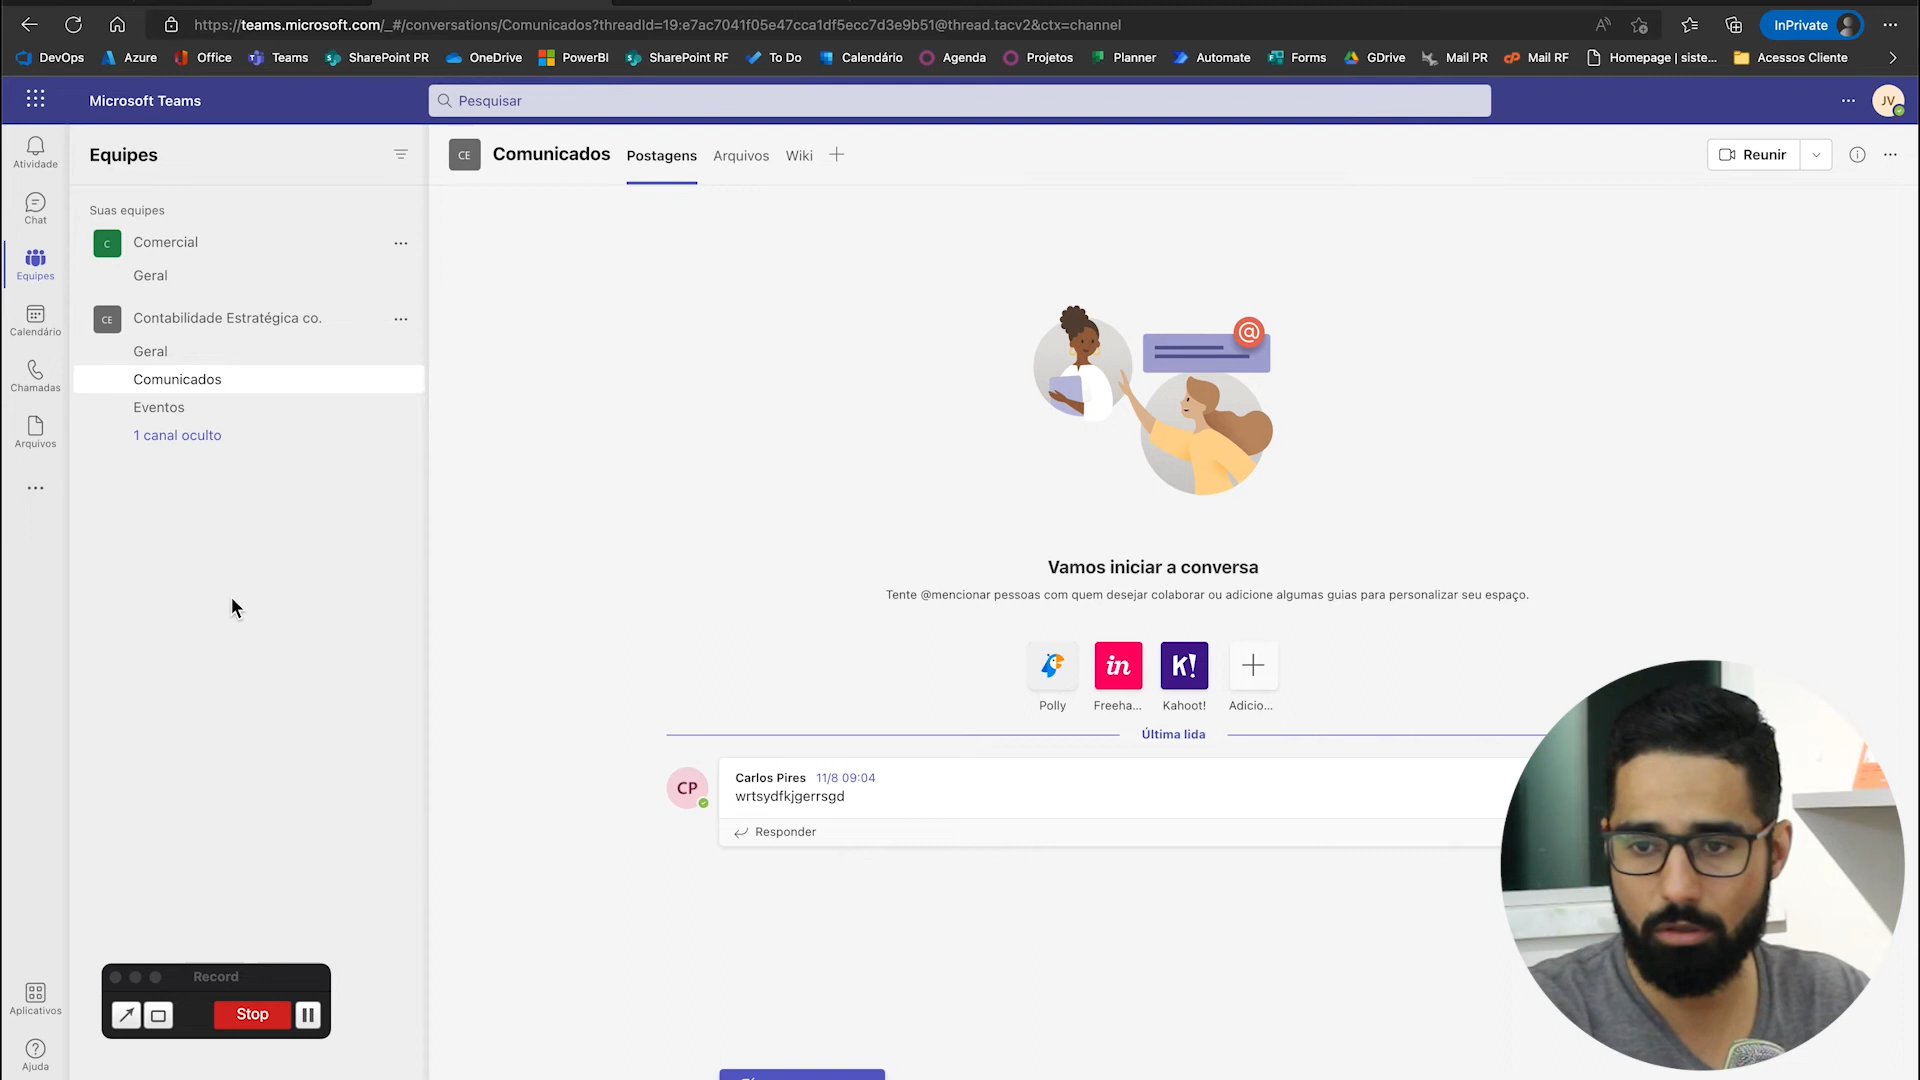 https://teams.microsoft.com/_#/conversations/Comunicados?threadId=19:e7ac7041f05e47cca1df5ecc7d3e9b51@thread.tacv2&ctx=channel
InPrivate
DevOps Azure Office Teams SharePoint PR OneDrive PowerBI SharePoint RF To Do Calendário Agenda Projetos Planner Automate Forms GDrive Mail PR Mail RF Homepage | siste... Acessos Cliente
Microsoft Teams
Pesquisar
JV
Atividade
Chat
Equipes
Calendário
Chamadas
Arquivos
Aplicativos
Ajuda
Equipes
Suas equipes
C Comercial
Geral
CE Contabilidade Estratégica co.
Geral
Comunicados
Eventos
1 canal oculto
CE Comunicados Postagens Arquivos Wiki
Reunir
Vamos iniciar a conversa
Tente @mencionar pessoas com quem desejar colaborar ou adicione algumas guias para personalizar seu espaço.
in K!
Polly Freeha... Kahoot! Adicio...
Última lida
CP
Carlos Pires 11/8 09:04
wrtsydfkjgerrsgd
Responder
Record
Stop